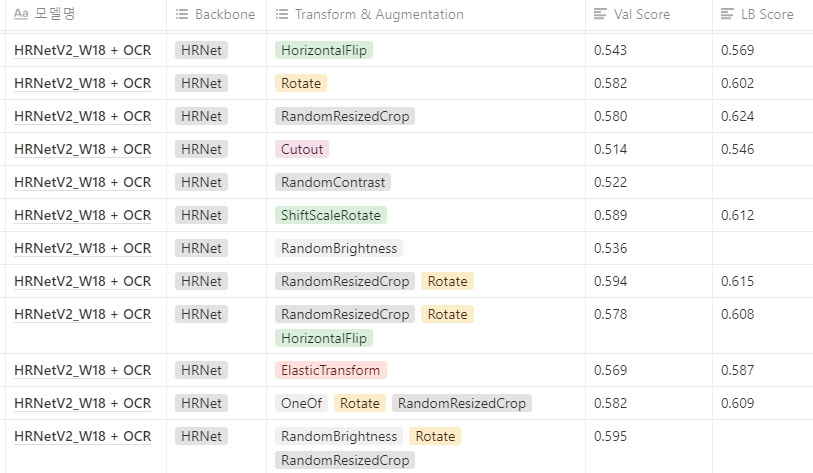 Aa 모델명 Backbone Transform & Augmentation Val Score LB Score
HRNetV2_W18 + OCR HRNet HorizontalFlip 0.543 0.569
HRNetV2_W18 + OCR HRNet Rotate 0.582 0.602
HRNetV2_W18 + OCR HRNet RandomResizedCrop 0.580 0.624
HRNetV2_W18 + OCR HRNet Cutout 0.514 0.546
HRNetV2_W18 + OCR HRNet RandomContrast 0.522
HRNetV2_W18 + OCR HRNet ShiftScaleRotate 0.589 0.612
HRNetV2_W18 + OCR HRNet RandomBrightness 0.536
HRNetV2_W18 + OCR HRNet RandomResizedCrop Rotate 0.594 0.615
HRNetV2_W18 + OCR HRNet RandomResizedCrop Rotate 0.578 0.608
HorizontalFlip
HRNetV2_W18 + OCR HRNet ElasticTransform 0.569 0.587
HRNetV2_W18 + OCR HRNet OneOf Rotate RandomResizedCrop 0.582 0.609
HRNetV2_W18 + OCR HRNet RandomBrightness Rotate 0.595
RandomResizedCrop